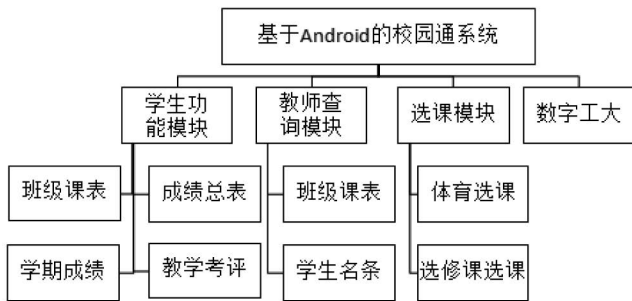 基于Android的校园通系统
学生功
能模块
教师查
询模块
选课模块
数字工大
班级课表
成绩总表
班级课表
体育选课
学期成绩
教学考评
学生名条
选修课选课